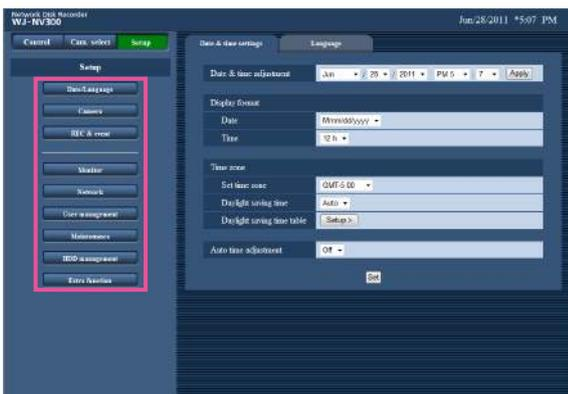 Network Disk Recorder
WJ-NV300
Jun/28/2011 *5:07 PM
Control Cam. select Setup
Setup
Date/Language
Camera
REC & event
Monitor
Network
User management
Maintenance
HDD management
Extra function
Date & time settings Language
Date & time adjustment Jun / 28 / 2011 PM 5 : 7 Apply
Display format
Date Mmm/dd/yyyy
Time 12 h
Time zone
Set time zone GMT-5:00
Daylight saving time Auto
Daylight saving time table Setup >
Auto time adjustment Off
Set